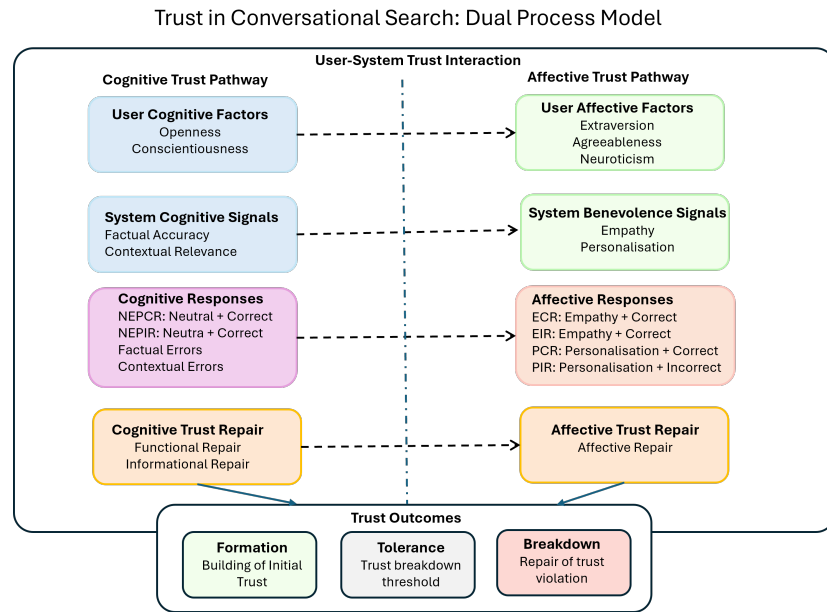 Trust in Conversational Search: Dual Process Model
User-System Trust Interaction
Cognitive Trust Pathway
Affective Trust Pathway
User Cognitive Factors
Openness
Conscientiousness
User Affective Factors
Extraversion
Agreeableness
Neuroticism
System Cognitive Signals
Factual Accuracy
Contextual Relevance
System Benevolence Signals
Empathy
Personalisation
Cognitive Responses
NEPCR: Neutral + Correct
NEPIR: Neutra + Correct
Factual Errors
Contextual Errors
Affective Responses
ECR: Empathy + Correct
EIR: Empathy + Correct
PCR: Personalisation + Correct
PIR: Personalisation + Incorrect
Cognitive Trust Repair
Functional Repair
Informational Repair
Affective Trust Repair
Affective Repair
Trust Outcomes
Formation
Building of Initial
Trust
Tolerance
Trust breakdown
threshold
Breakdown
Repair of trust
violation